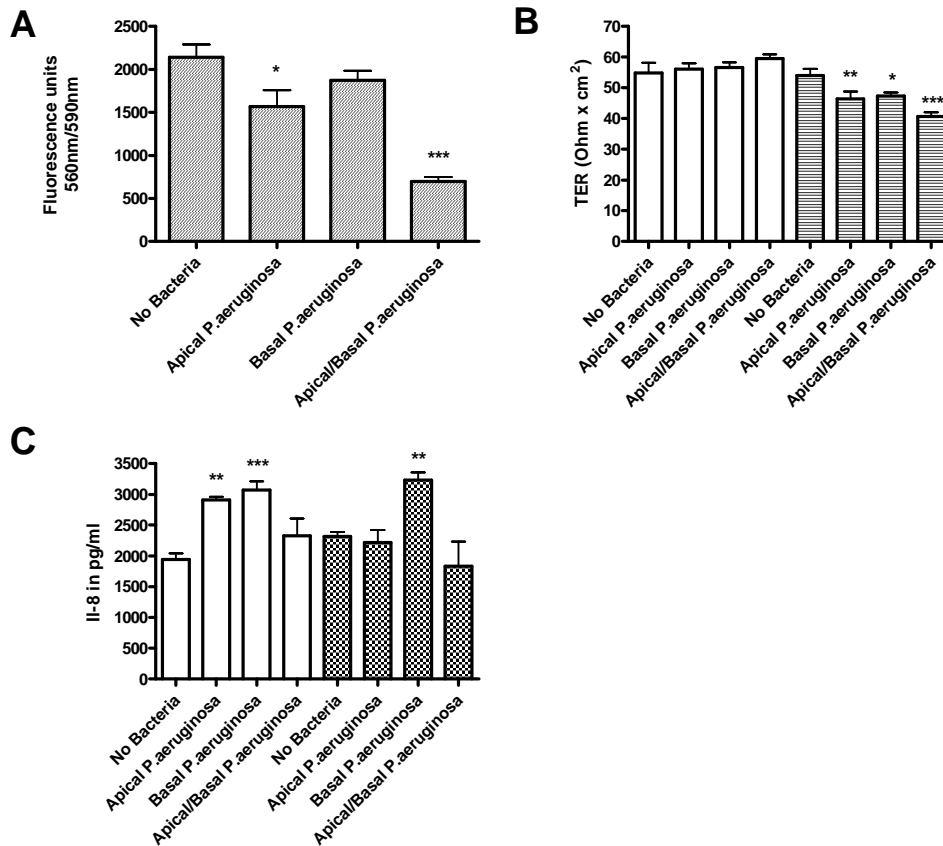 A
Fluorescence units
560nm/590nm
2500
2000
1500
1000
500
0
*
***
No Bacteria
Apical P.aeruginosa
Basal P.aeruginosa
Apical/Basal P.aeruginosa
B
TER (Ohm x cm²)
70
60
50
40
30
20
10
0
**
*
***
No Bacteria
Apical P.aeruginosa
Basal P.aeruginosa
Apical/Basal P.aeruginosa
No Bacteria
Apical P.aeruginosa
Basal P.aeruginosa
Apical/Basal P.aeruginosa
C
Il-8 in pg/ml
3500
3000
2500
2000
1500
1000
500
0
**
***
**
No Bacteria
Apical P.aeruginosa
Basal P.aeruginosa
Apical/Basal P.aeruginosa
No Bacteria
Apical P.aeruginosa
Basal P.aeruginosa
Apical/Basal P.aeruginosa